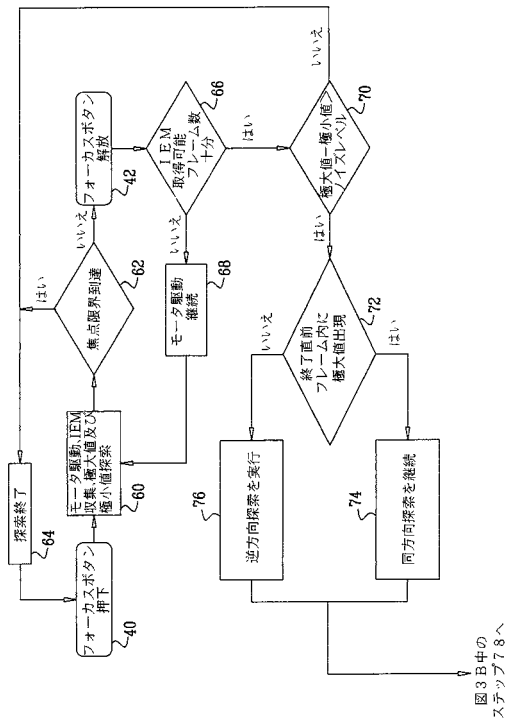 探索終了
64
フォーカスボタン
押下
40
モータ駆動、IEM
収集、極大値及び
極小値探索
60
焦点限界到達
62
はい
いいえ
フォーカスボタン
解放
42
IEM
取得可能
フレーム数
十分
66
いいえ
はい
モータ駆動
継続
68
極大値－極小値＞
ノイズレベル
70
いいえ
はい
終了直前
フレーム内に
極大値出現
72
いいえ
はい
逆方向探索を実行
76
同方向探索を継続
74
図3B中の
ステップ78へ